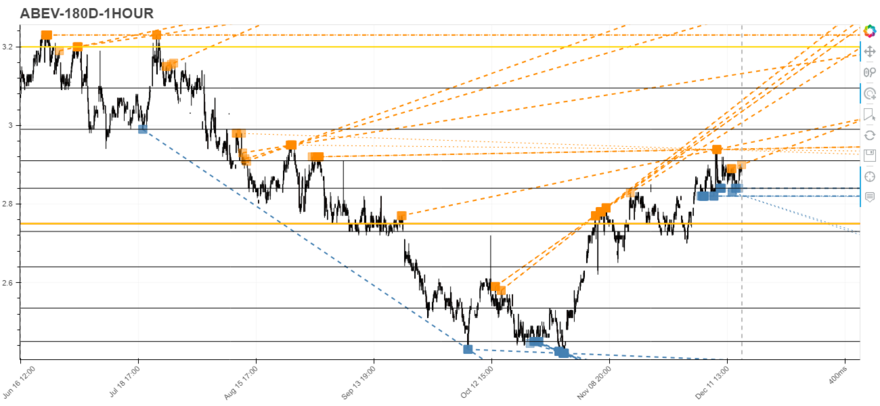 ABEV-180D-1HOUR
3.2
3
2.8
2.6
Jun 16 12:00
Jul 18 17:00
Aug 15 17:00
Sep 13 19:00
Oct 12 15:00
Nov 08 20:00
Dec 11 13:00
400ms